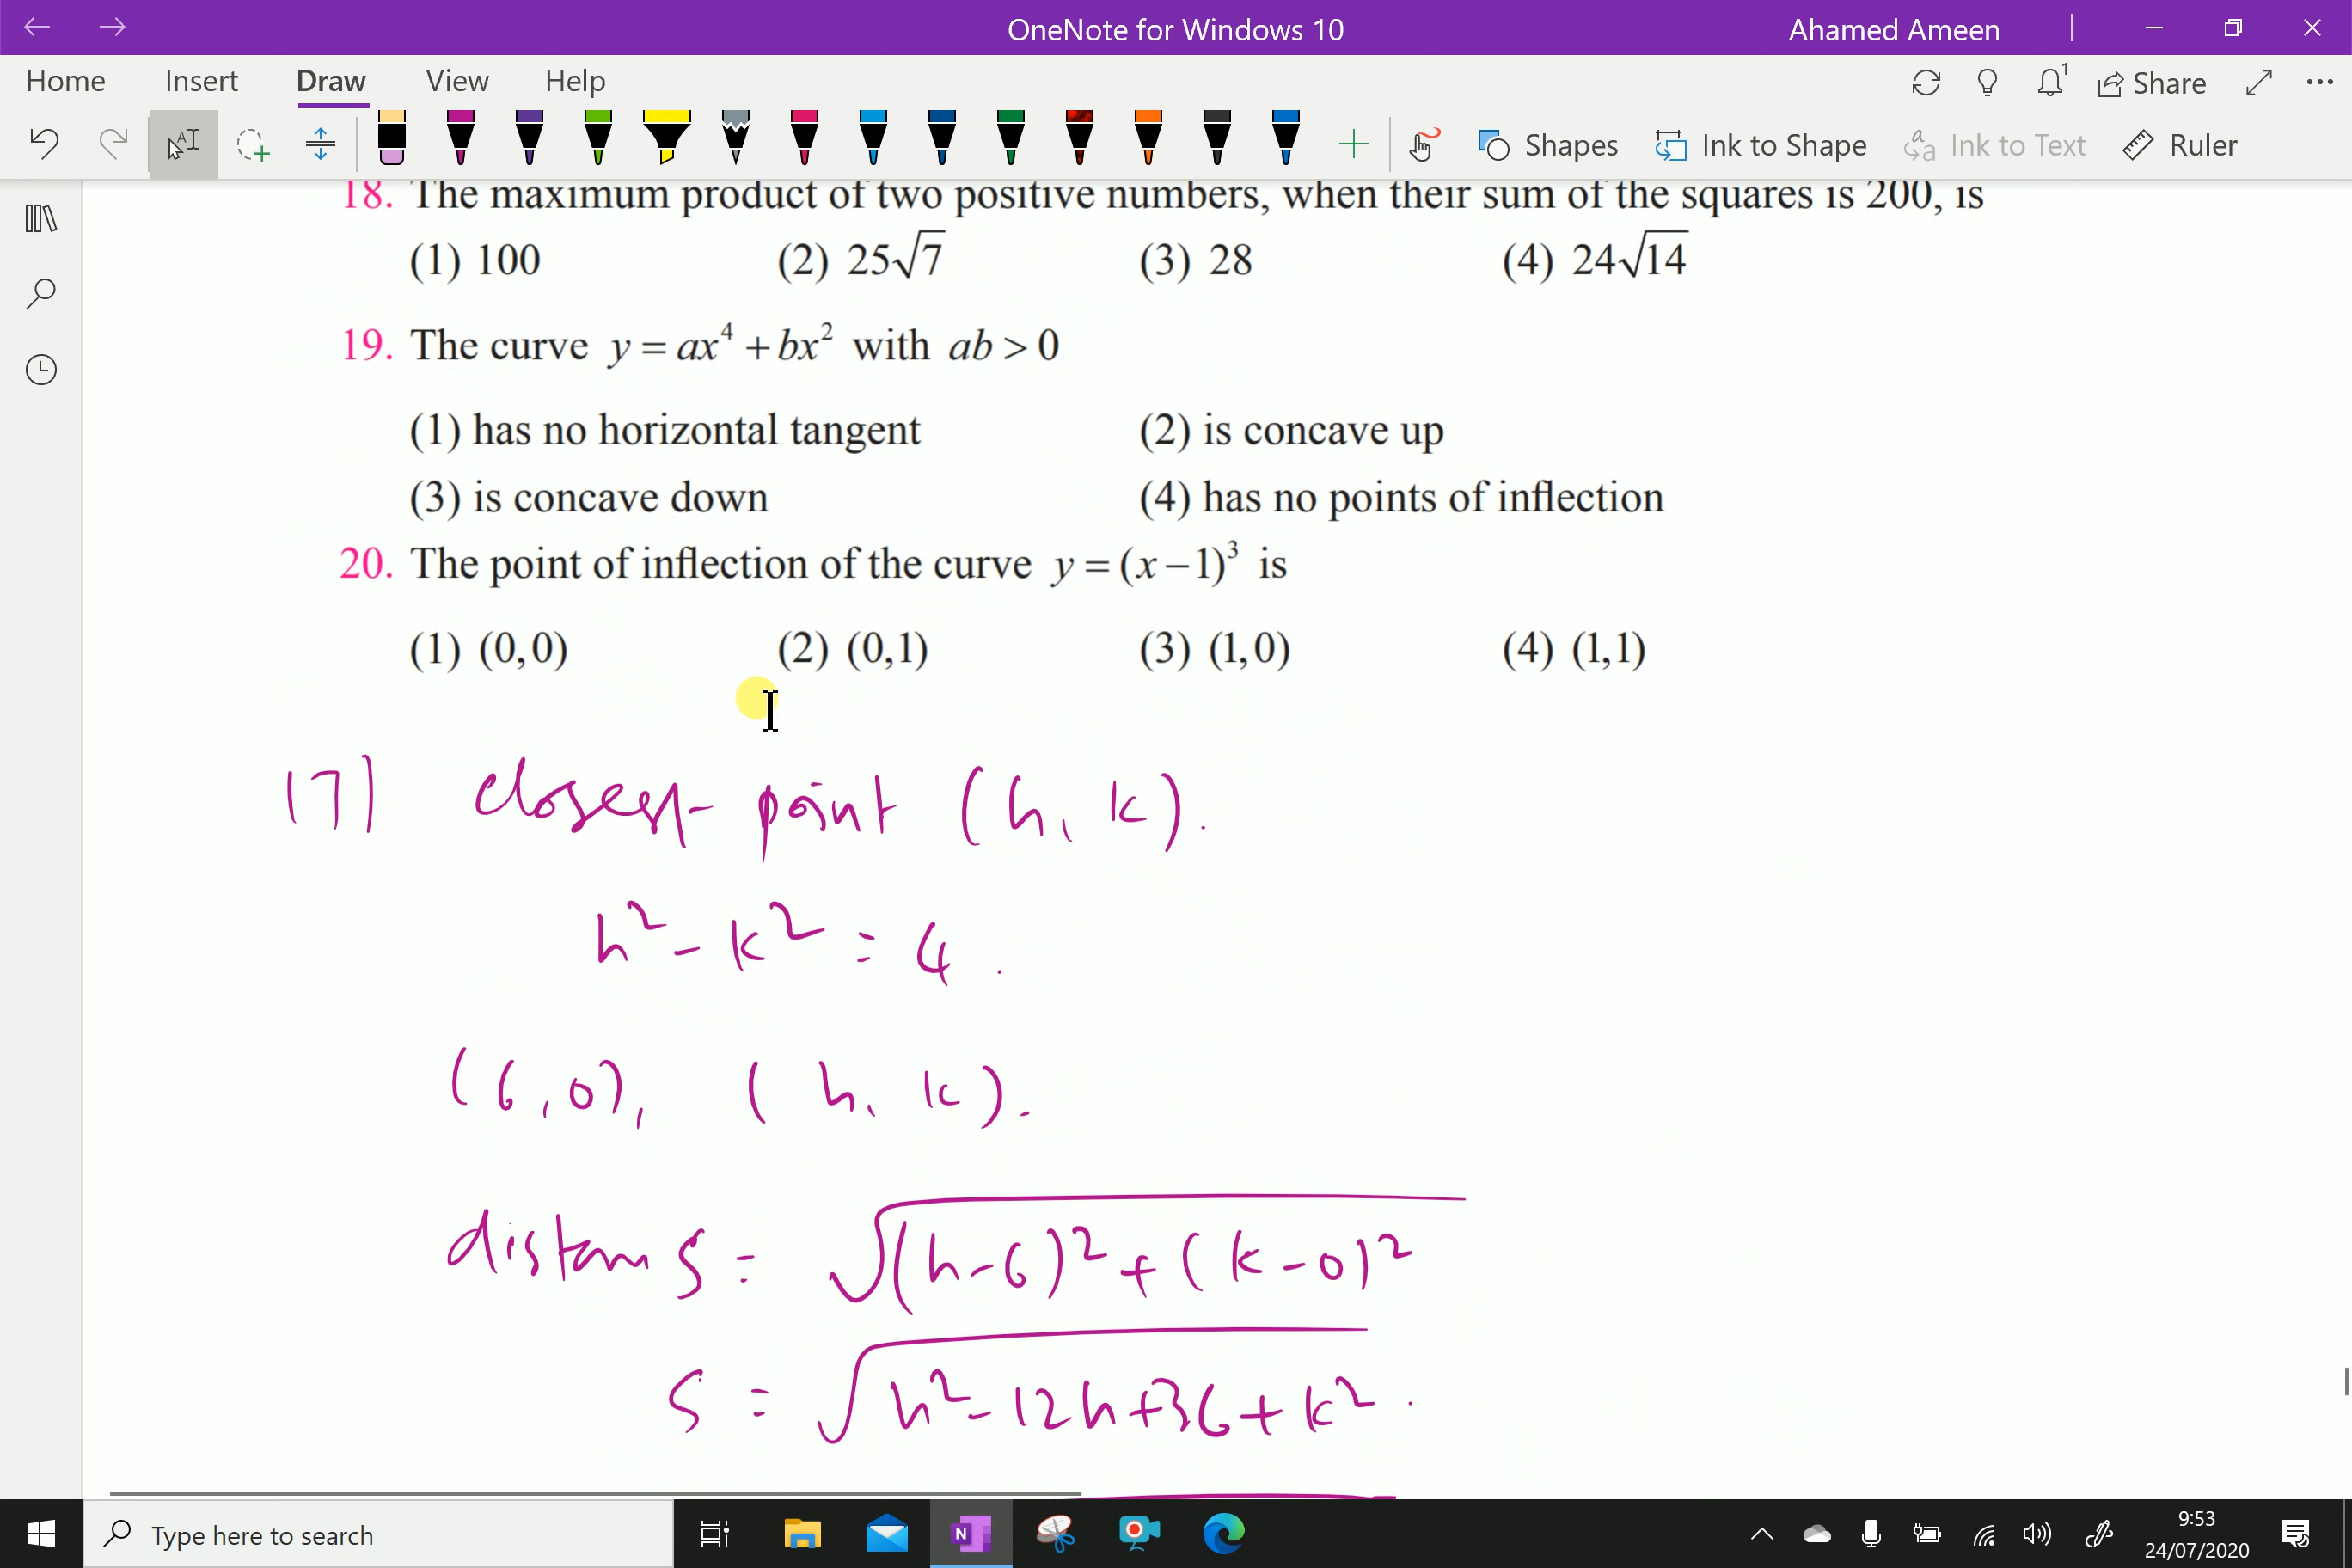 OneNote for Windows 10
Ahamed Ameen
Home Insert Draw View Help
1
Share
Shapes Ink to Shape Ink to Text Ruler
18. The maximum product of two positive numbers, when their sum of the squares is 200, is
(1) 100 (2) 25√7 (3) 28 (4) 24√14
19. The curve y = ax⁴ + bx² with ab > 0
(1) has no horizontal tangent (2) is concave up
(3) is concave down (4) has no points of inflection
20. The point of inflection of the curve y = (x − 1)³ is
(1) (0, 0) (2) (0, 1) (3) (1, 0) (4) (1, 1)
17) closest point (h, k).
h² - k² = 4.
(6, 0), (h, k).
distan S = √(h-6)² + (k-0)²
S = √h² - 12h + 36 + k².
Type here to search
N
9:53
24/07/2020